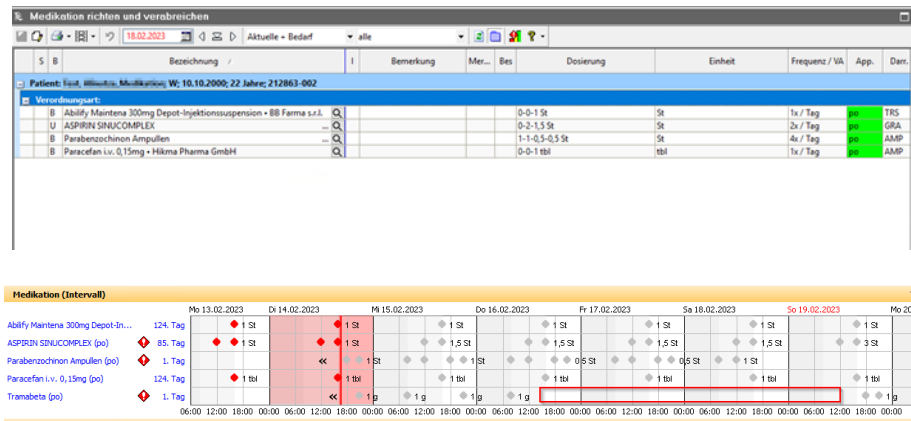 Medikation richten und verabreichen
18.02.2023 Aktuelle + Bedarf alle
S B Bezeichnung / I Bemerkung Mer... Bes Dosierung Einheit Frequenz / VA App. Darr.
Patient: W; 10.10.2000; 22 Jahre; 212863-002
Verordnungsart:
B Abilify Maintena 300mg Depot-Injektionssuspension • BB Farma s.r.l. 0-0-1 St St 1x / Tag po TRS
U ASPIRIN SINUCOMPLEX ... 0-2-1,5 St St 2x / Tag po GRA
B Parabenzochinon Ampullen ... 1-1-0,5-0,5 St St 4x / Tag po AMP
B Paracefan i.v. 0,15mg • Hikma Pharma GmbH 0-0-1 tbl tbl 1x / Tag po AMP
Medikation (Intervall)
Mo 13.02.2023 Di 14.02.2023 Mi 15.02.2023 Do 16.02.2023 Fr 17.02.2023 Sa 18.02.2023 So 19.02.2023 Mo 20
Abilify Maintena 300mg Depot-In... 124. Tag 1 St 1 St 1 St 1 St 1 St 1 St 1 St
ASPIRIN SINUCOMPLEX (po) 85. Tag 1 St 1 St 1,5 St 1,5 St 1,5 St 1,5 St 3 St
Parabenzochinon Ampullen (po) 1. Tag « 1 St 1 St 0,5 St 0,5 St 1 St
Paracefan i.v. 0,15mg (po) 124. Tag 1 tbl 1 tbl 1 tbl 1 tbl 1 tbl 1 tbl 1 tbl
Tramabeta (po) 1. Tag « 1 g 1 g 1 g 1 g 1 g
06:00 12:00 18:00 00:00 06:00 12:00 18:00 00:00 06:00 12:00 18:00 00:00 06:00 12:00 18:00 00:00 06:00 12:00 18:00 00:00 06:00 12:00 18:00 00:00 06:00 12:00 18:00 00:00